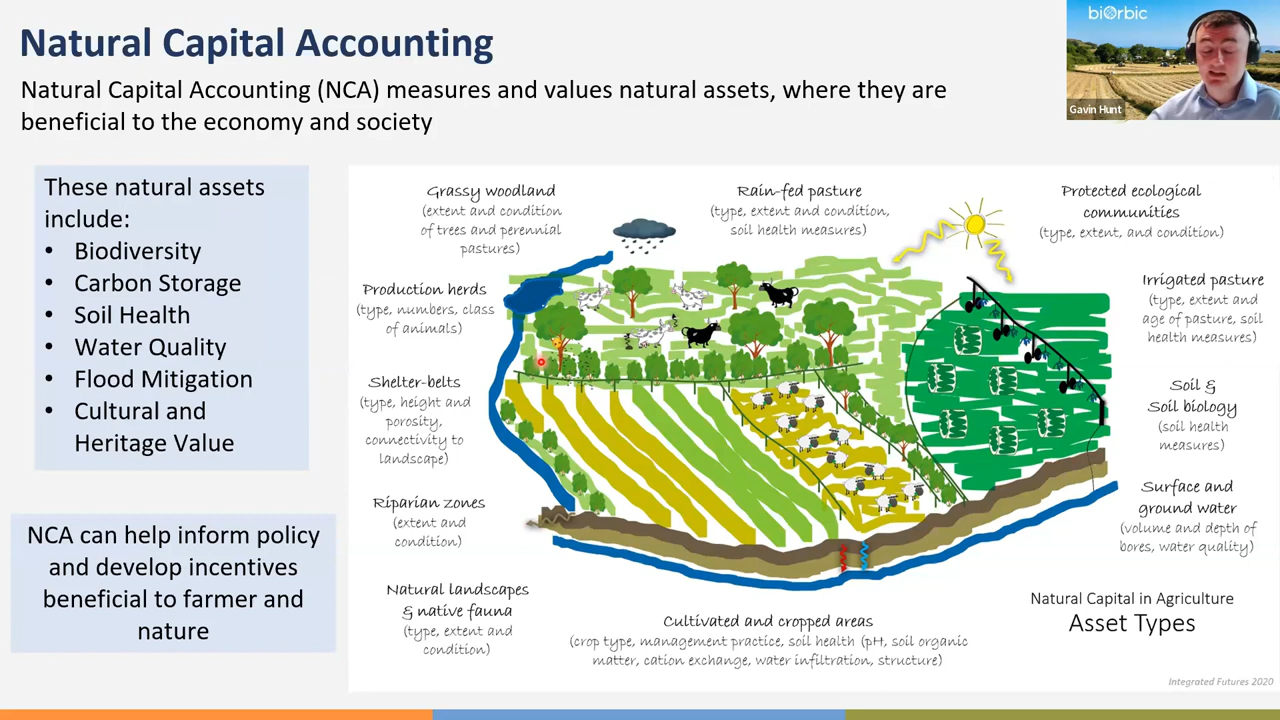 Natural Capital Accounting
Natural Capital Accounting (NCA) measures and values natural assets, where they are
beneficial to the economy and society
biOrbic
Gavin Hunt
These natural assets
include:
• Biodiversity
• Carbon Storage
• Soil Health
• Water Quality
• Flood Mitigation
• Cultural and
Heritage Value
NCA can help inform policy
and develop incentives
beneficial to farmer and
nature
Grassy woodland
(extent and condition
of trees and perennial
pastures)
Rain-fed pasture
(type, extent and condition,
soil health measures)
Protected ecological
communities
(type, extent, and condition)
Production herds
(type, numbers, class
of animals)
Irrigated pasture
(type, extent and
age of pasture, soil
health measures)
Shelter-belts
(type, height and
porosity,
connectivity to
landscape)
Soil &
Soil biology
(soil health
measures)
Riparian zones
(extent and
condition)
Surface and
ground water
(volume and depth of
bores, water quality)
Natural landscapes
& native fauna
(type, extent and
condition)
Cultivated and cropped areas
(crop type, management practice, soil health (pH, soil organic
matter, cation exchange, water infiltration, structure)
Natural Capital in Agriculture
Asset Types
Integrated Futures 2020